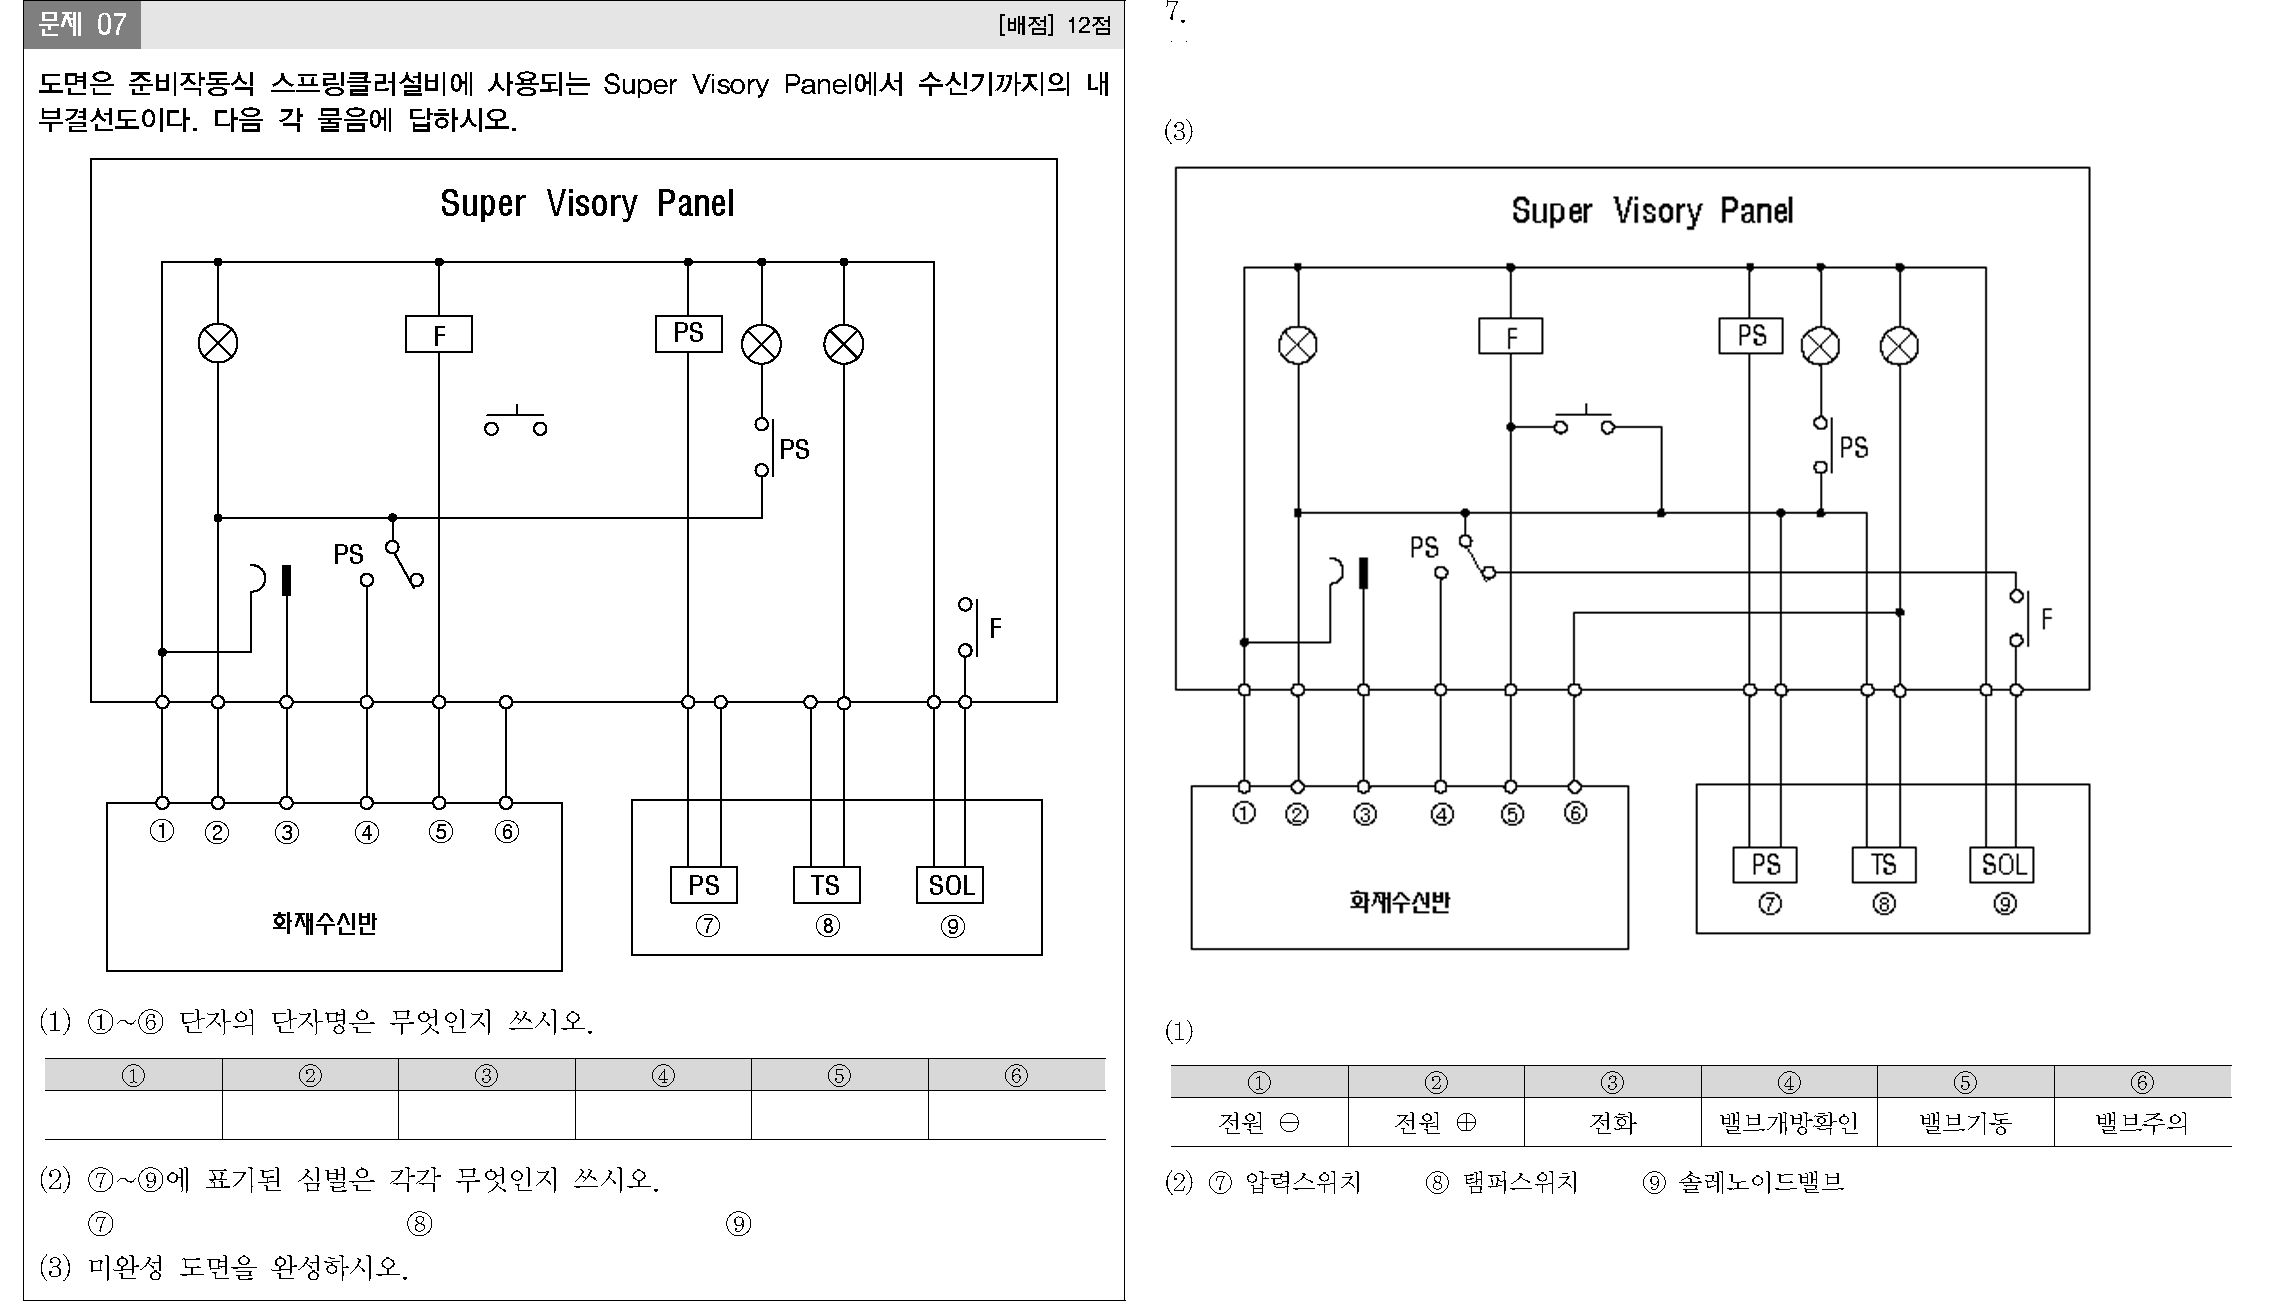 문제 07
[배점] 12점
도면은 준비작동식 스프링클러설비에 사용되는 Super Visory Panel에서 수신기까지의 내
부결선도이다. 다음 각 물음에 답하시오.
Super Visory Panel
F
PS
PS
PS
F
① ② ③ ④ ⑤ ⑥
화재수신반
PS TS SOL
⑦ ⑧ ⑨
(1) ①~⑥ 단자의 단자명은 무엇인지 쓰시오.
① ② ③ ④ ⑤ ⑥
(2) ⑦~⑨에 표기된 심벌은 각각 무엇인지 쓰시오.
⑦ ⑧ ⑨
(3) 미완성 도면을 완성하시오.
7.
(3)
Super Visory Panel
F
PS
PS
PS
F
① ② ③ ④ ⑤ ⑥
화재수신반
PS TS SOL
⑦ ⑧ ⑨
(1)
① ② ③ ④ ⑤ ⑥
전원 ⊖ 전원 ⊕ 전화 밸브개방확인 밸브기동 밸브주의
(2) ⑦ 압력스위치 ⑧ 탬퍼스위치 ⑨ 솔레노이드밸브